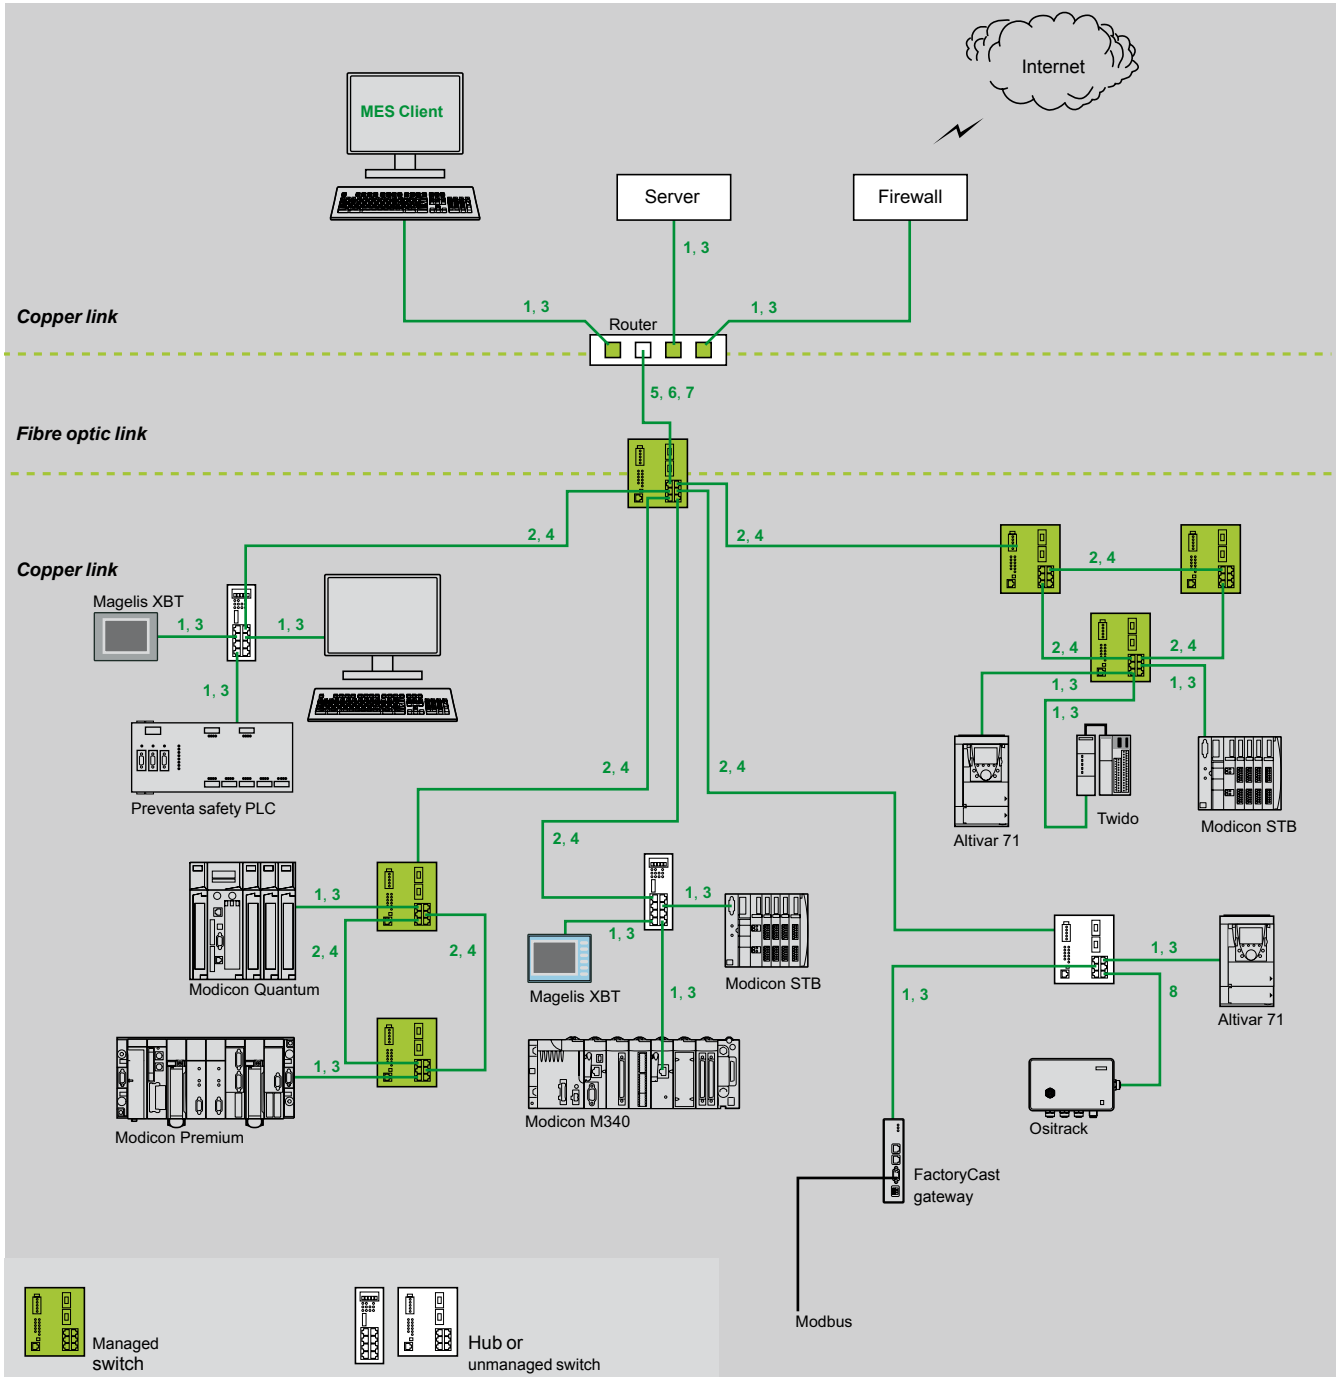 Internet
MES Client
Server
Firewall
1, 3
1, 3
1, 3
Copper link
Router
5, 6, 7
Fibre optic link
2, 4
2, 4
2, 4
Copper link
Magelis XBT
1, 3
1, 3
2, 4
2, 4
1, 3
1, 3
1, 3
1, 3
Preventa safety PLC
2, 4
2, 4
Twido
Modicon STB
Altivar 71
2, 4
1, 3
1, 3
1, 3
2, 4
2, 4
1, 3
8
Modicon Quantum
Magelis XBT
Modicon STB
1, 3
1, 3
Altivar 71
1, 3
Modicon M340
Ositrack
Modicon Premium
FactoryCast
gateway
Modbus
Managed
switch
Hub or
unmanaged switch